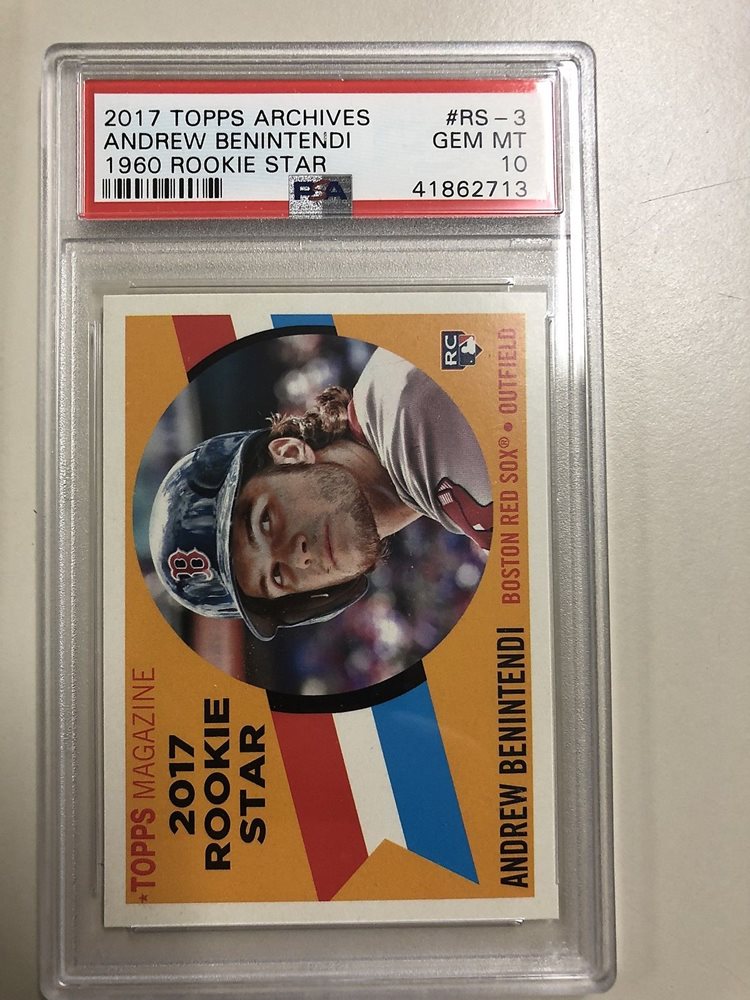 2017 TOPPS ARCHIVES #RS-3
ANDREW BENINTENDI GEM MT
1960 ROOKIE STAR 10
PSA 41862713
★TOPPS MAGAZINE
2017
ROOKIE
STAR
B
RC
ANDREW BENINTENDI BOSTON RED SOX® • OUTFIELD